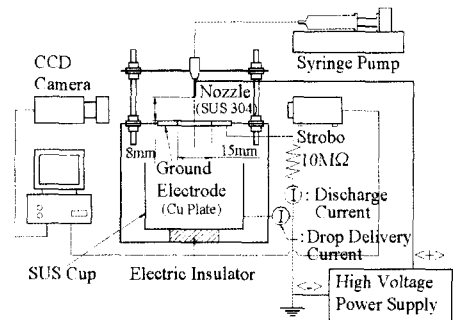 CCD
Camera
Syringe Pump
Nozzle
(SUS 304)
Strobo
8mm
15mm
10MΩ
Ground
Electrode
(Cu Plate)
I : Discharge
Current
I : Drop Delivery
Current
SUS Cup
Electric Insulator
<+>
<->
High Voltage
Power Supply